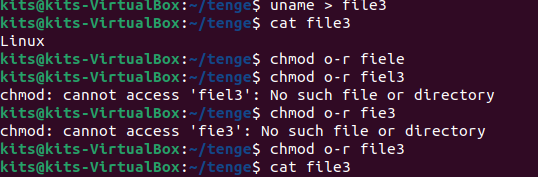 kits@kits-VirtualBox:~/tenge$ uname > file3
kits@kits-VirtualBox:~/tenge$ cat file3
Linux
kits@kits-VirtualBox:~/tenge$ chmod o-r fiele
kits@kits-VirtualBox:~/tenge$ chmod o-r fiel3
chmod: cannot access 'fiel3': No such file or directory
kits@kits-VirtualBox:~/tenge$ chmod o-r fie3
chmod: cannot access 'fie3': No such file or directory
kits@kits-VirtualBox:~/tenge$ chmod o-r file3
kits@kits-VirtualBox:~/tenge$ cat file3